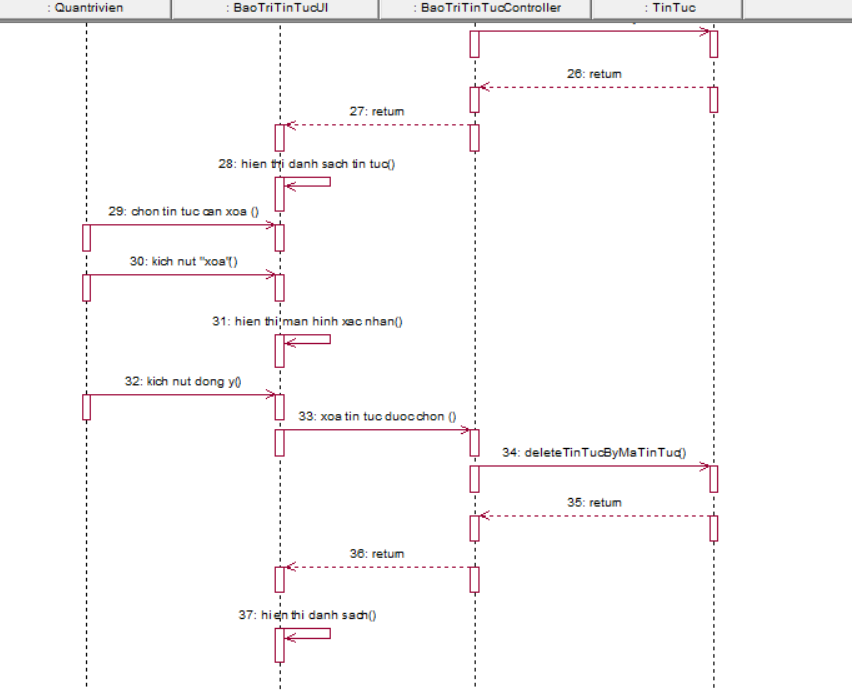 : Quantrivien
: BaoTriTinTucUI
: BaoTriTinTucController
: TinTuc
26: return
27: return
28: hien thi danh sach tin tuc()
29: chon tin tuc can xoa ()
30: kich nut "xoa"()
31: hien thi man hinh xac nhan()
32: kich nut dong y()
33: xoa tin tuc duoc chon ()
34: deleteTinTucByMaTinTuc()
35: return
36: return
37: hien thi danh sach()